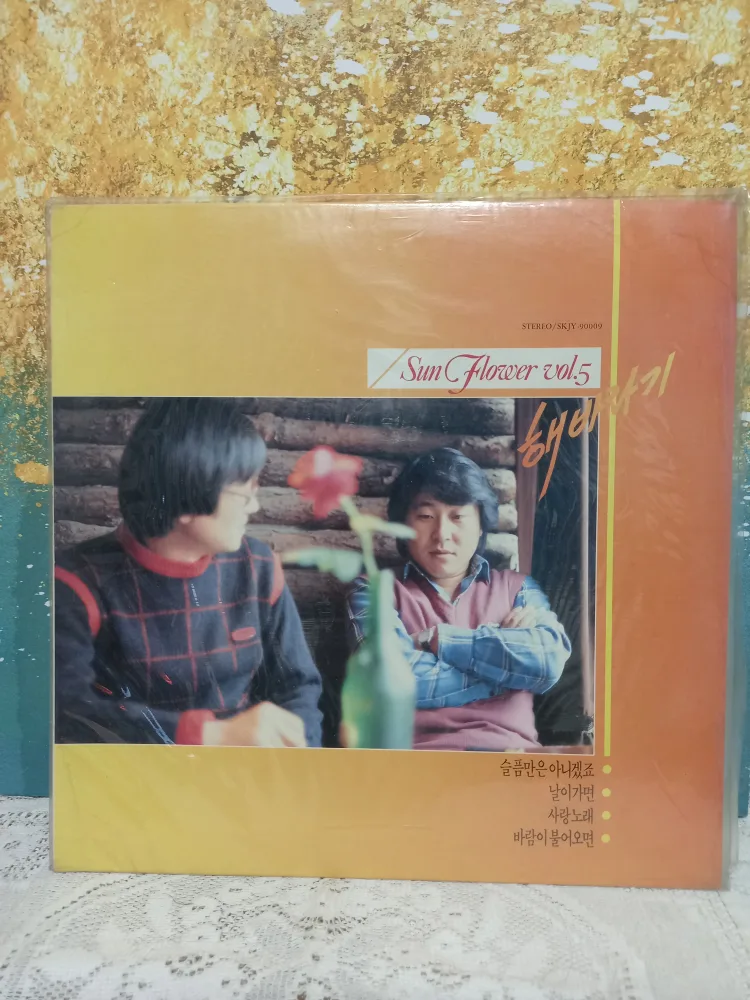 STEREO/SKJY-90009
Sun Flower vol.5
해바라기
슬픔만은 아니겠죠
날이가면
사랑노래
바람이 불어오면